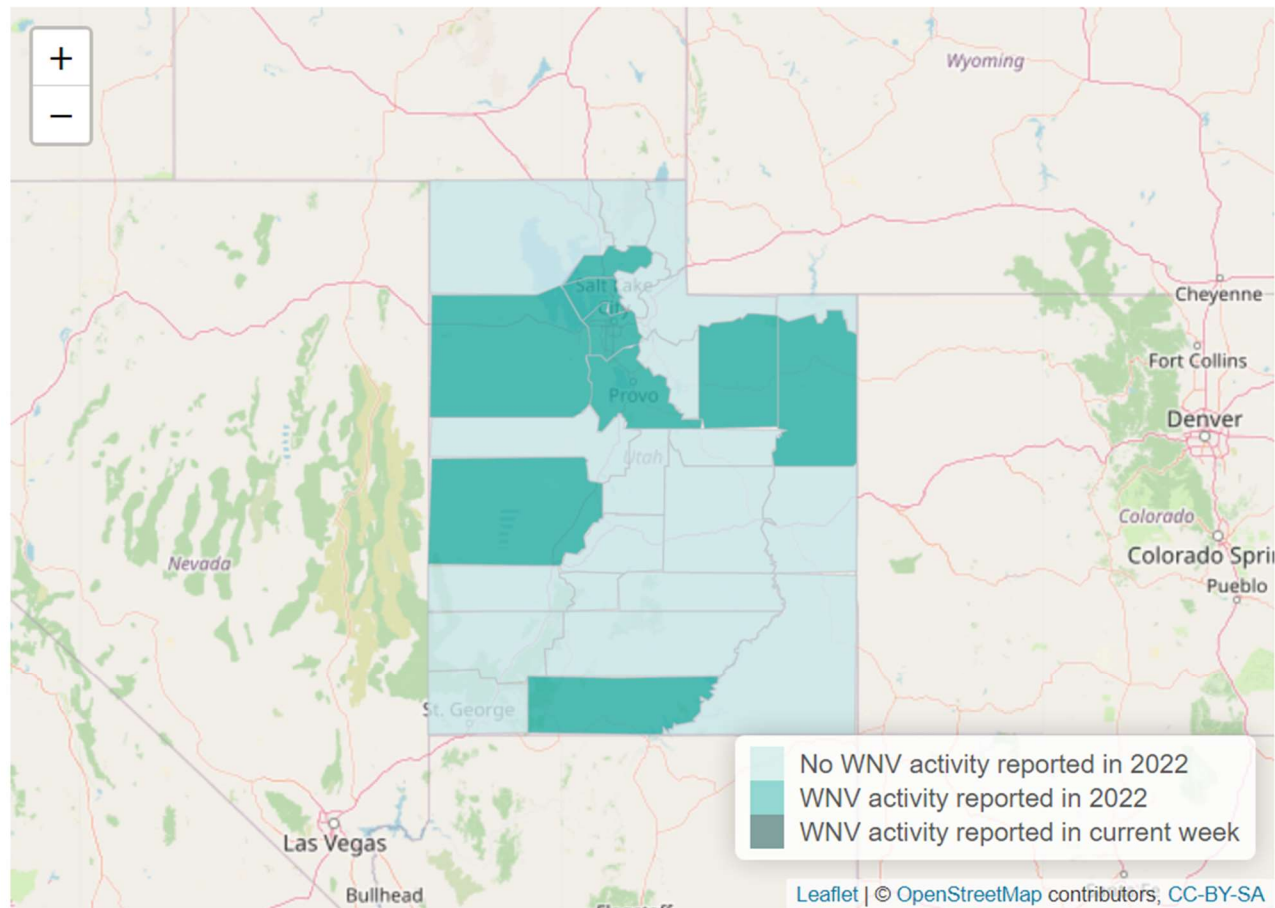 +
−
Wyoming
Salt Lake
City
Cheyenne
Fort Collins
Provo
Denver
Utah
Colorado
Nevada
Colorado Sprin
Pueblo
St. George
No WNV activity reported in 2022
WNV activity reported in 2022
WNV activity reported in current week
Las Vegas
Bullhead
Leaflet | © OpenStreetMap contributors, CC-BY-SA